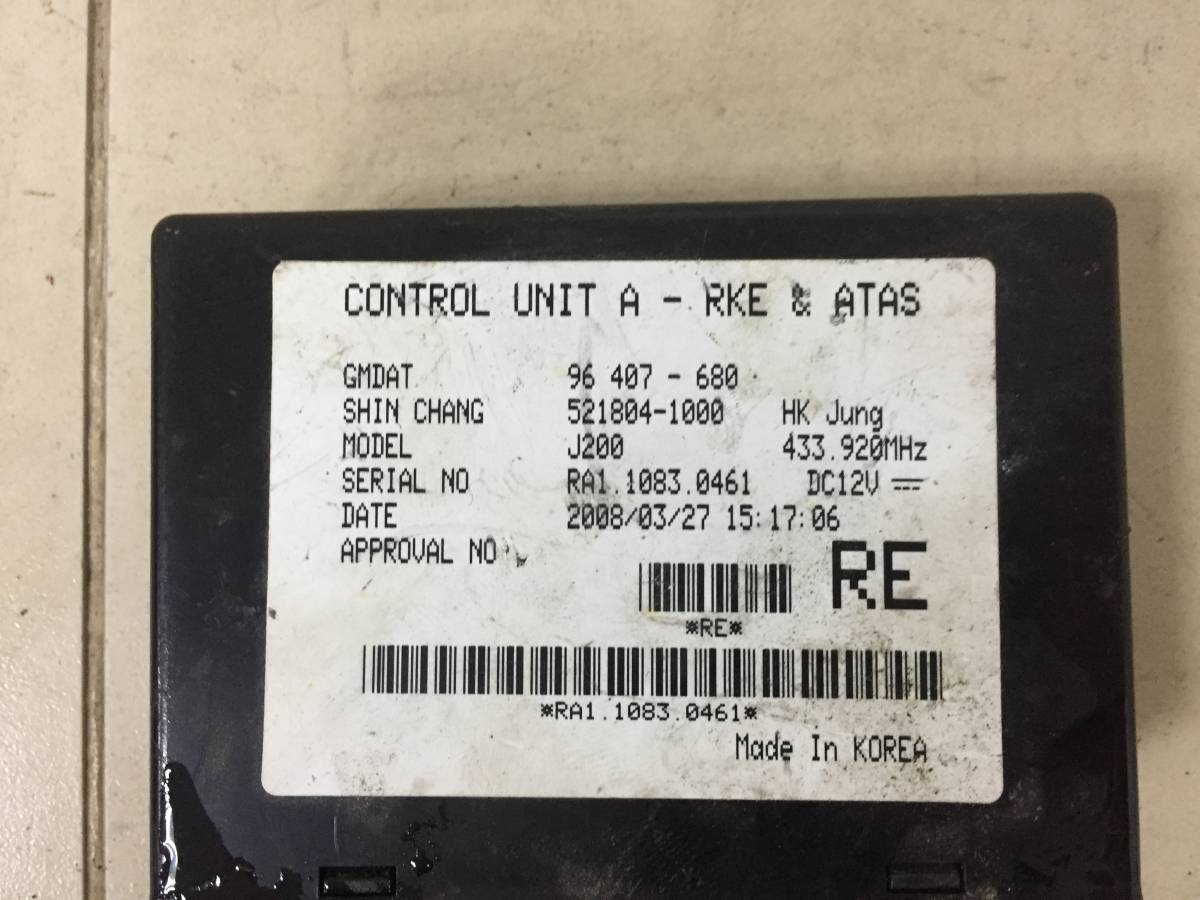 CONTROL UNIT A - RKE & ATAS
GMDAT 96 407 - 680
SHIN CHANG 521804-1000 HK Jung
MODEL J200 433.920MHz
SERIAL NO RA1.1083.0461 DC12V ⎓
DATE 2008/03/27 15:17:06
APPROVAL NO
RE
*RE*
*RA1.1083.0461*
Made In KOREA